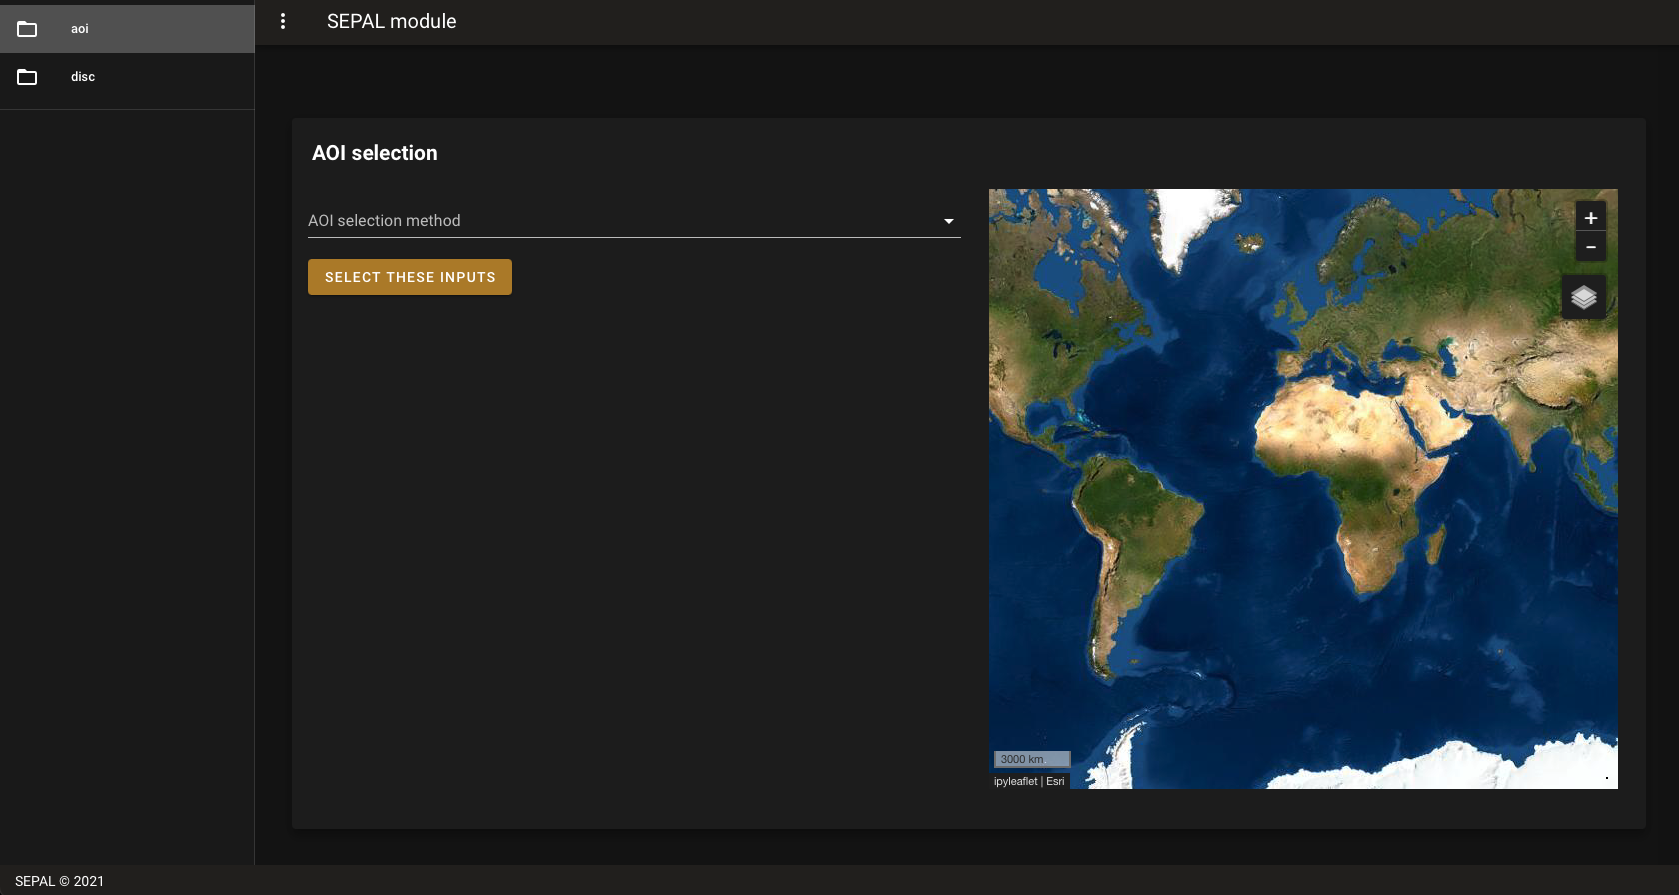 aoi
disc
SEPAL module
AOI selection
AOI selection method
SELECT THESE INPUTS
+
−
3000 km
ipyleaflet | Esri
SEPAL © 2021